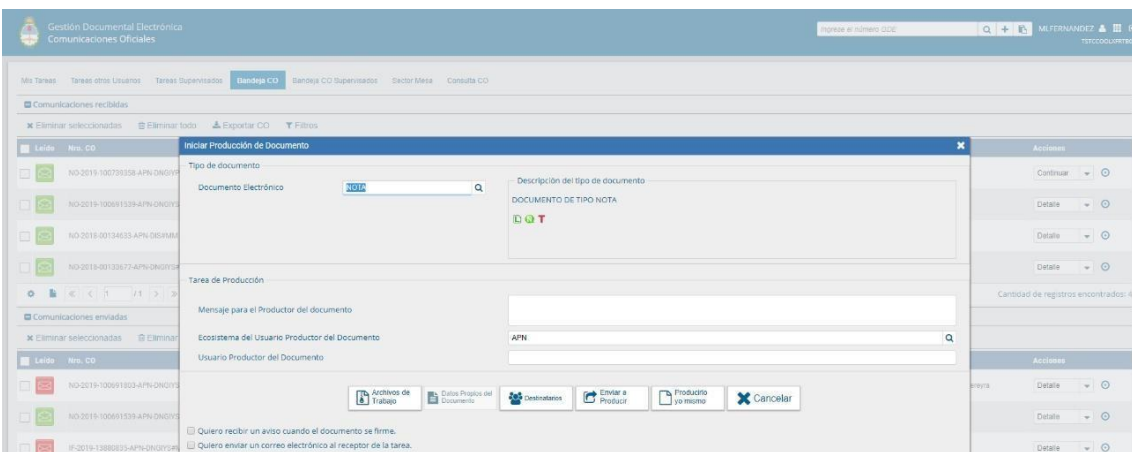 Gestión Documental Electrónica
Comunicaciones Oficiales
Ingrese el número GDE
MLFERNANDEZ
Mis Tareas Tareas otros Usuarios Tareas Supervisados Bandeja CO Bandeja CO Supervisados Sector Mesa Consulta CO
Comunicaciones recibidas
Eliminar seleccionadas Eliminar todo Exportar CO Filtros
Leído Nro. CO Acciones
Iniciar Producción de Documento
Tipo de documento
Documento Electrónico NOTA
Descripción del tipo de documento
DOCUMENTO DE TIPO NOTA
Continuar
Detalle
Detalle
Detalle
1 / 1
Cantidad de registros encontrados: 4
Tarea de Producción
Mensaje para el Productor del documento
Ecosistema del Usuario Productor del Documento APN
Usuario Productor del Documento
Comunicaciones enviadas
Eliminar seleccionadas Eliminar
Leído Nro. CO Acciones
Detalle
Detalle
Detalle
Archivos de Trabajo Datos Propios del Documento Destinatarios Enviar a Producir Producirlo yo mismo Cancelar
Quiero recibir un aviso cuando el documento se firme.
Quiero enviar un correo electrónico al receptor de la tarea.